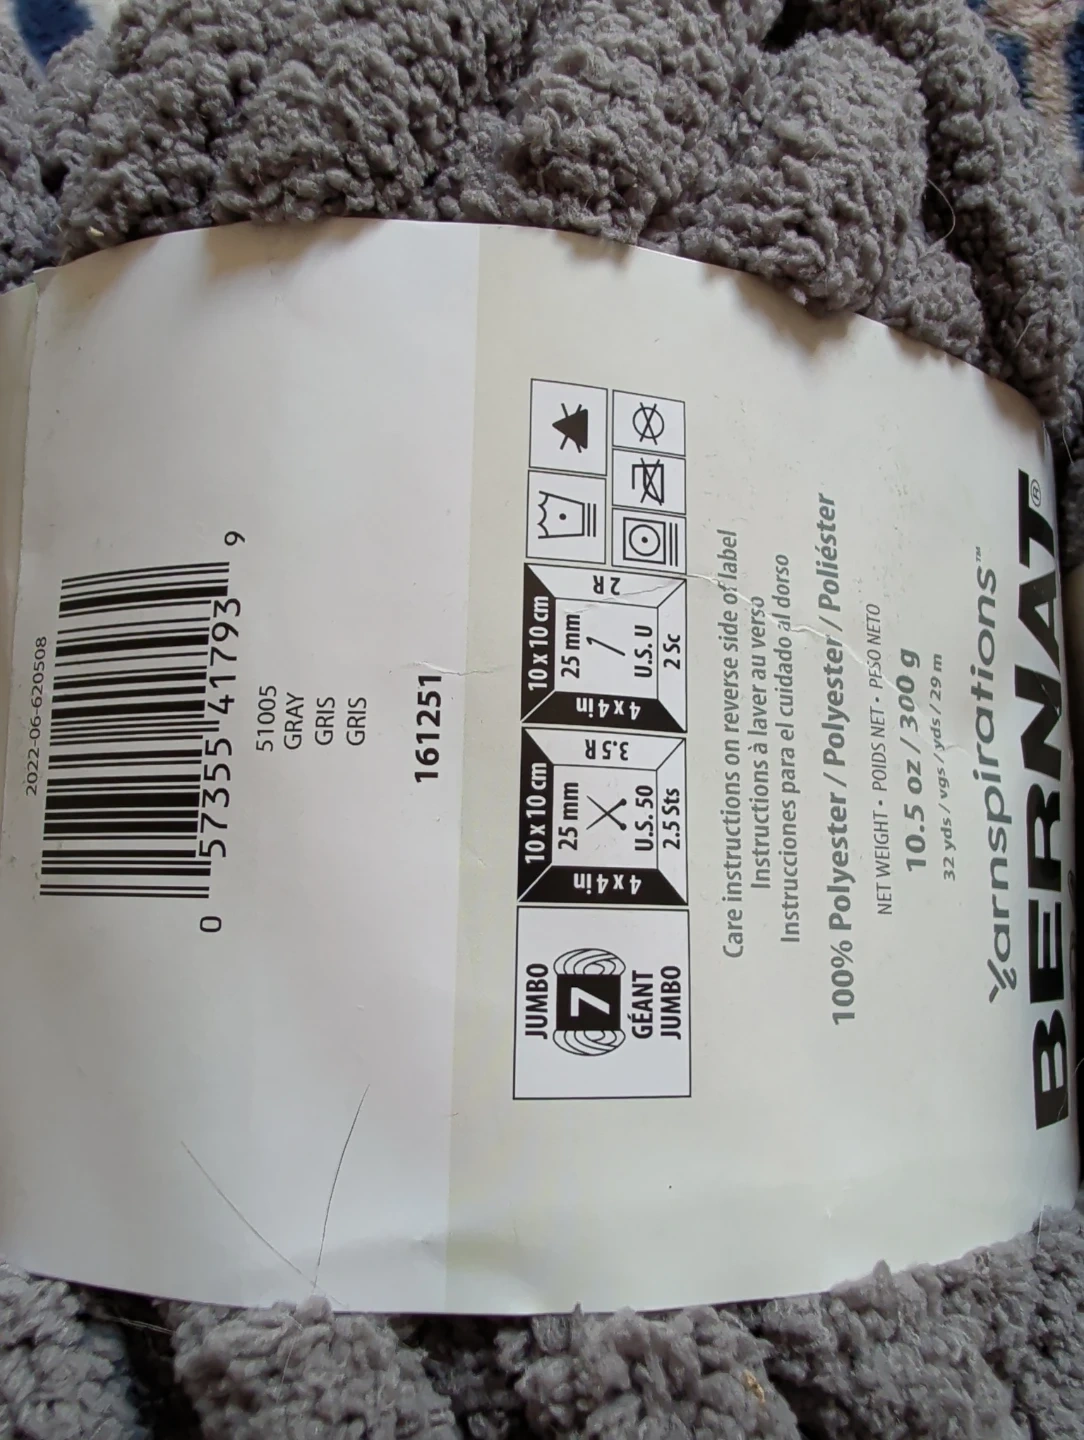 2022-06-620508
0 57355 41793 9
51005
GRAY
GRIS
GRIS
161251
JUMBO
7
GÉANT
JUMBO
10 x 10 cm
4 x 4 in
25 mm
U.S. 50
2.5 Sts
3.5 R
10 x 10 cm
4 x 4 in
25 mm
U.S. U
2 Sc
2 R
Care instructions on reverse side of label
Instructions à laver au verso
Instrucciones para el cuidado al dorso
100% Polyester / Polyester / Poliéster
NET WEIGHT • POIDS NET • PESO NETO
10.5 oz / 300 g
32 yds / vgs / yds / 29 m
Yarnspirations™
BERNAT®